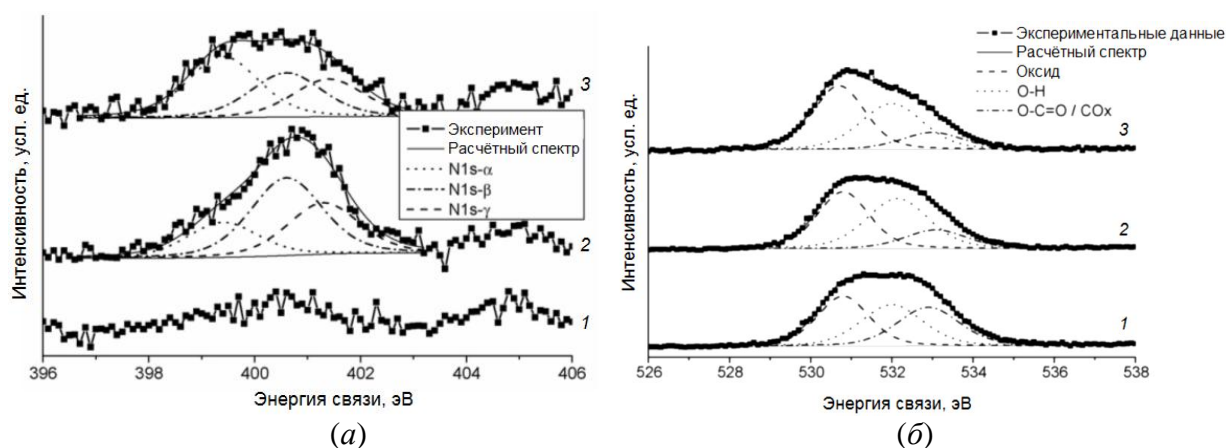 Интенсивность, усл. ед.
3
2
1
Эксперимент
Расчётный спектр
N1s-α
N1s-β
N1s-γ
396 398 400 402 404 406
Энергия связи, эВ
(а)
Интенсивность, усл. ед.
Экспериментальные данные
Расчётный спектр
Оксид
О-Н
О-С=О / СОх
3
2
1
526 528 530 532 534 536 538
Энергия связи, эВ
(б)